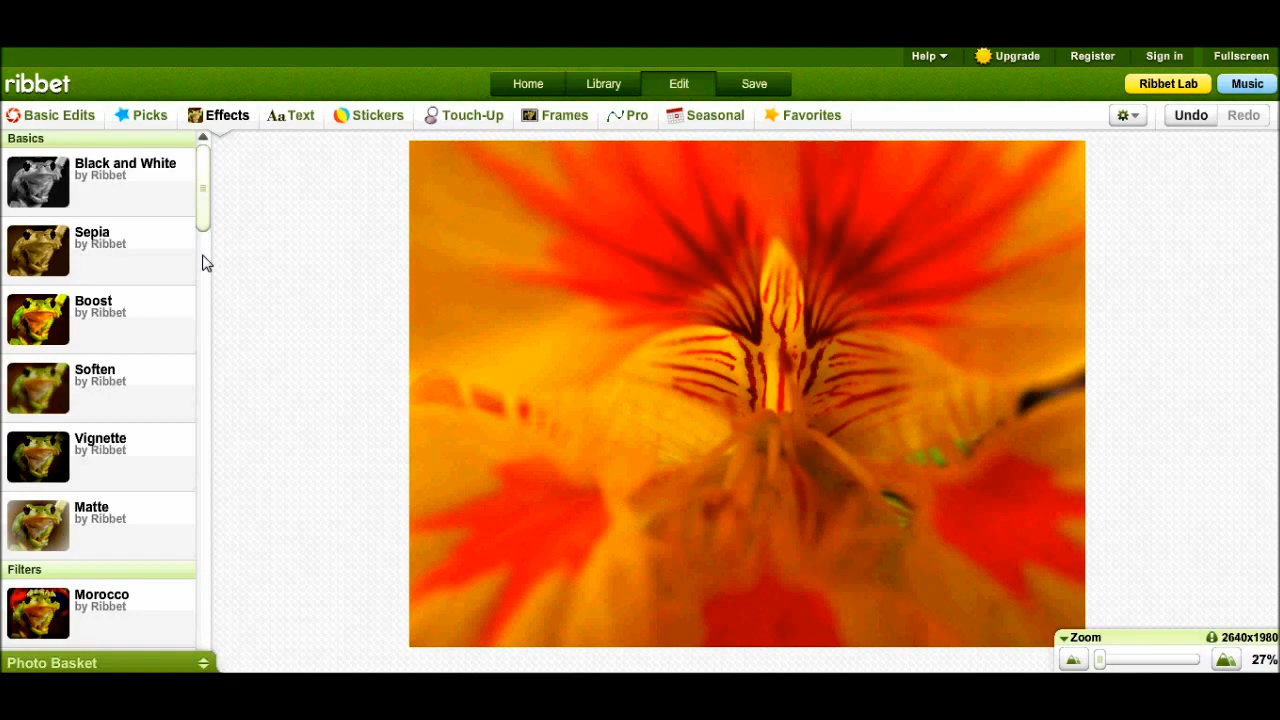 Help Upgrade Register Sign in Fullscreen
ribbet Home Library Edit Save Ribbet Lab Music
Basic Edits Picks Effects Aa Text Stickers Touch-Up Frames Pro Seasonal Favorites Undo Redo
Basics
Black and White
by Ribbet
Sepia
by Ribbet
Boost
by Ribbet
Soften
by Ribbet
Vignette
by Ribbet
Matte
by Ribbet
Filters
Morocco
by Ribbet
Photo Basket
Zoom 2640x1980
27%